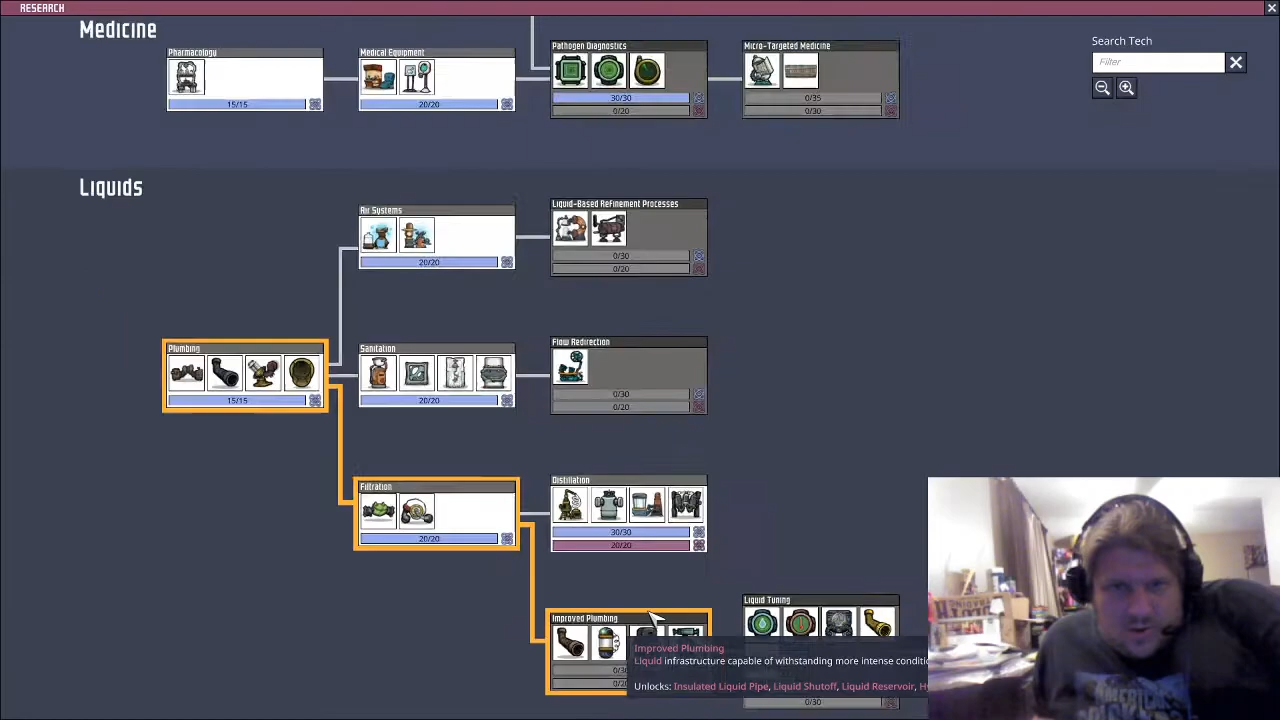 RESEARCH
Medicine
Search Tech
Filter
Pharmacology
15/15
Medical Equipment
20/20
Pathogen Diagnostics
30/30
0/20
Micro-Targeted Medicine
0/35
0/30
Liquids
Air Systems
20/20
Liquid-Based Refinement Processes
0/30
0/20
Plumbing
15/15
Sanitation
20/20
Flow Redirection
0/30
0/20
Filtration
20/20
Distillation
30/30
20/20
Improved Plumbing
Liquid Tuning
0/30
Improved Plumbing
Liquid infrastructure capable of withstanding more intense
Unlocks: Insulated Liquid Pipe, Liquid Shutoff, Liquid Reservoir,
AMERICAN